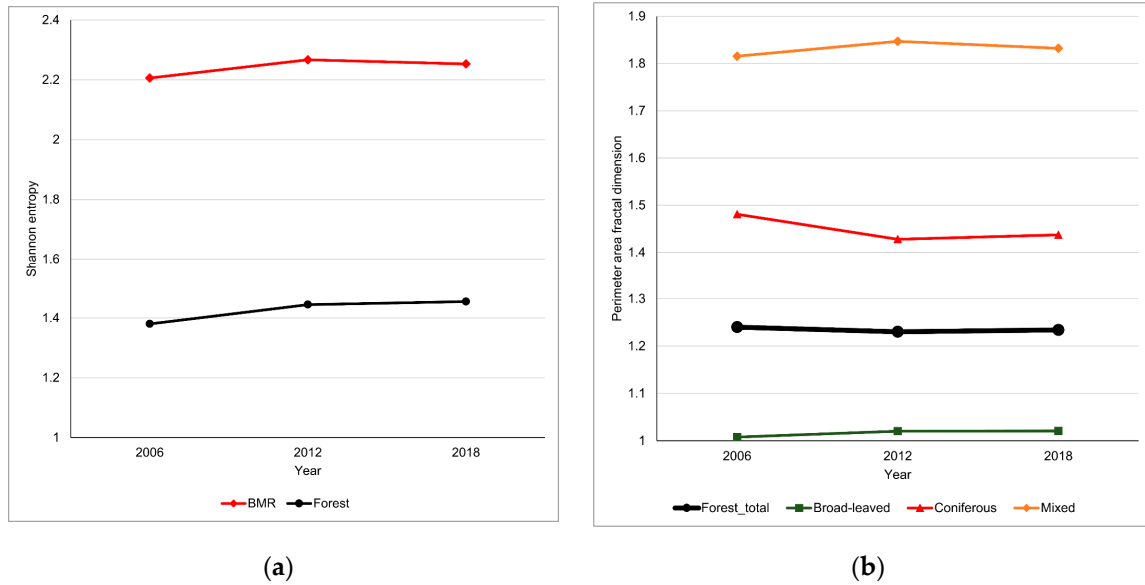 2.4
2.2
2
1.8
1.6
1.4
1.2
1
Shannon entropy
2006 2012 2018
Year
BMR Forest
(a)
1.9
1.8
1.7
1.6
1.5
1.4
1.3
1.2
1.1
1
Perimeter area fractal dimension
2006 2012 2018
Year
Forest_total Broad-leaved Coniferous Mixed
(b)